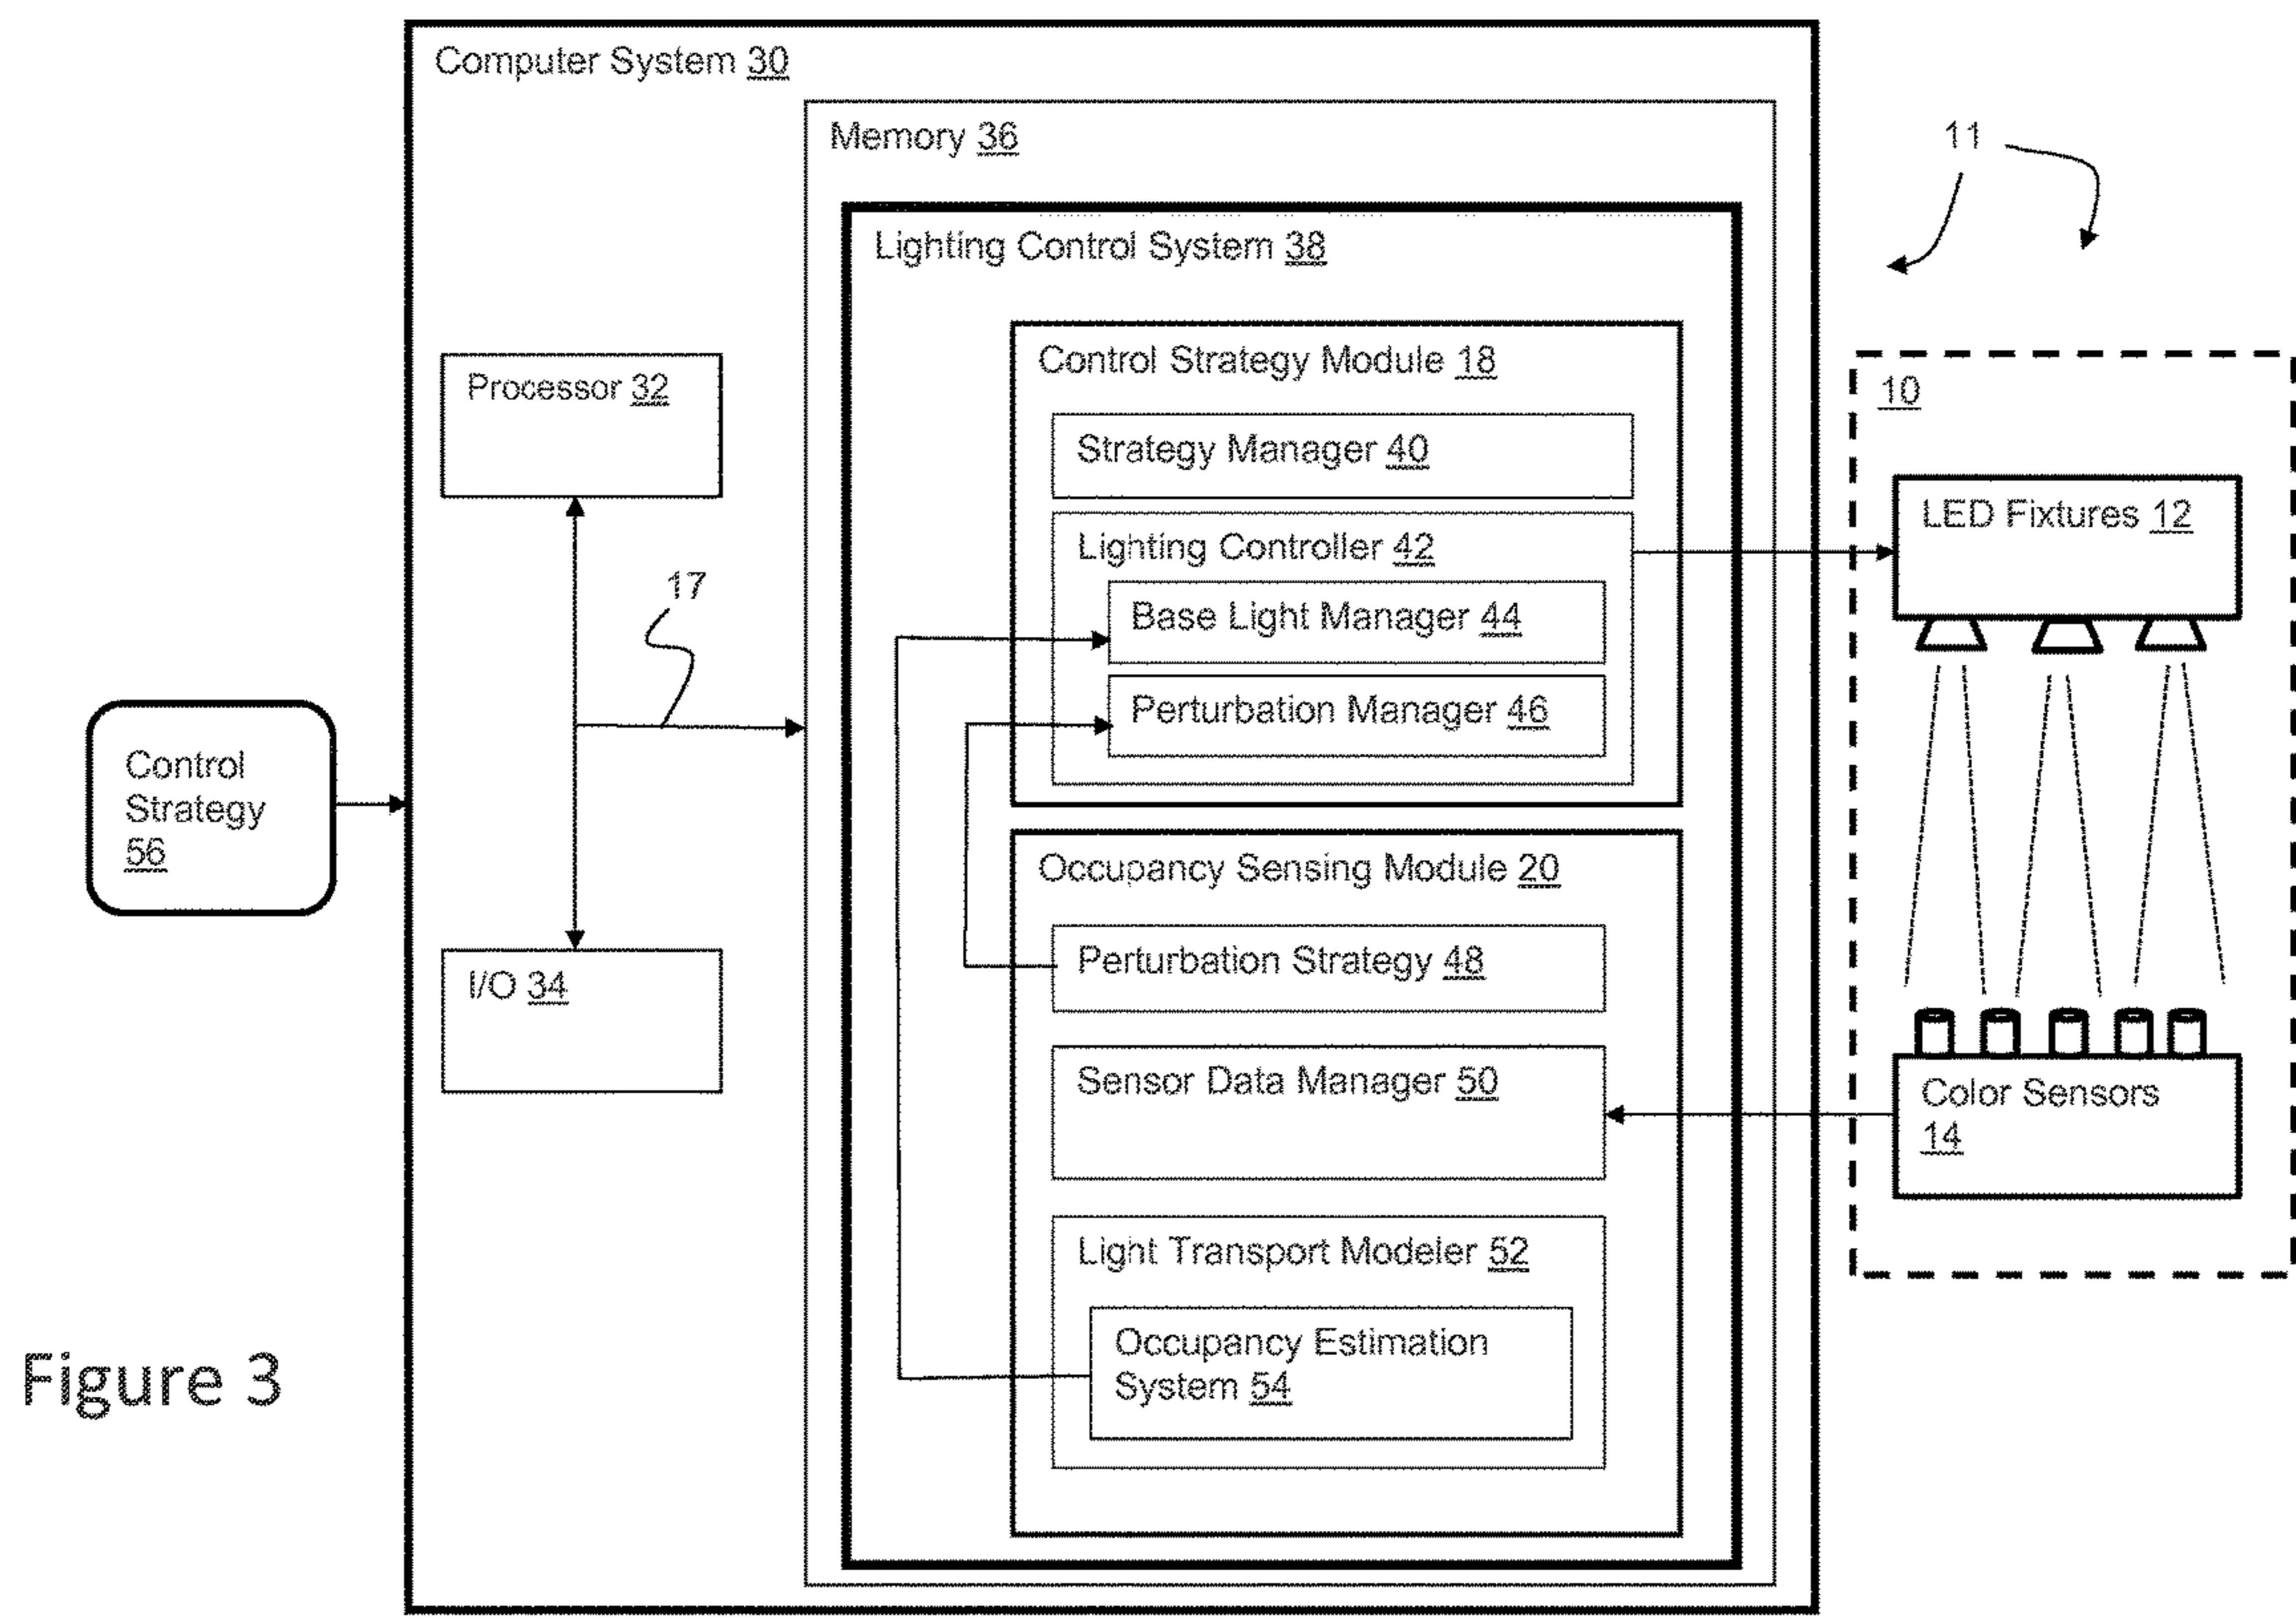 Computer System 30
Memory 36
11
Lighting Control System 38
Control Strategy Module 18
Processor 32
10
Strategy Manager 40
LED Fixtures 12
Lighting Controller 42
17
Base Light Manager 44
Perturbation Manager 46
Control
Strategy
56
Occupancy Sensing Module 20
I/O 34
Perturbation Strategy 48
Sensor Data Manager 50
Color Sensors
14
Light Transport Modeler 52
Occupancy Estimation
System 54
Figure 3